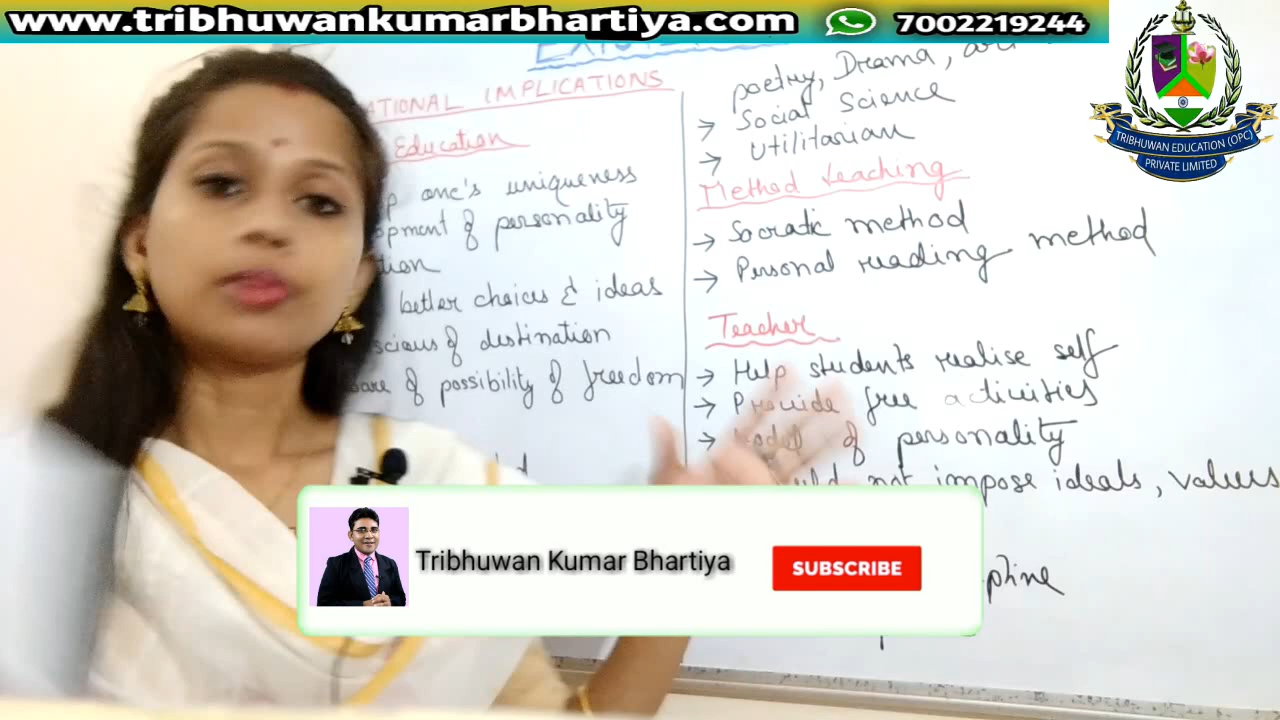 www.tribhuwankumarbhartiya.com
7002219244
TRIBHUWAN EDUCATION (OPC)
PRIVATE LIMITED
ATIONAL IMPLICATIONS
Education
one's uniqueness
opment of personality
better choices & ideas
scious of destination
of possibility of freedom
poetry, Drama,
→ Social Science
→ Utilitarian
Method teaching
→ Socratic method
→ Personal reading method
Teacher
→ Help students realise self
→ Provide free activities
→ Model of personality
not impose ideals, values
pline
Tribhuwan Kumar Bhartiya
SUBSCRIBE